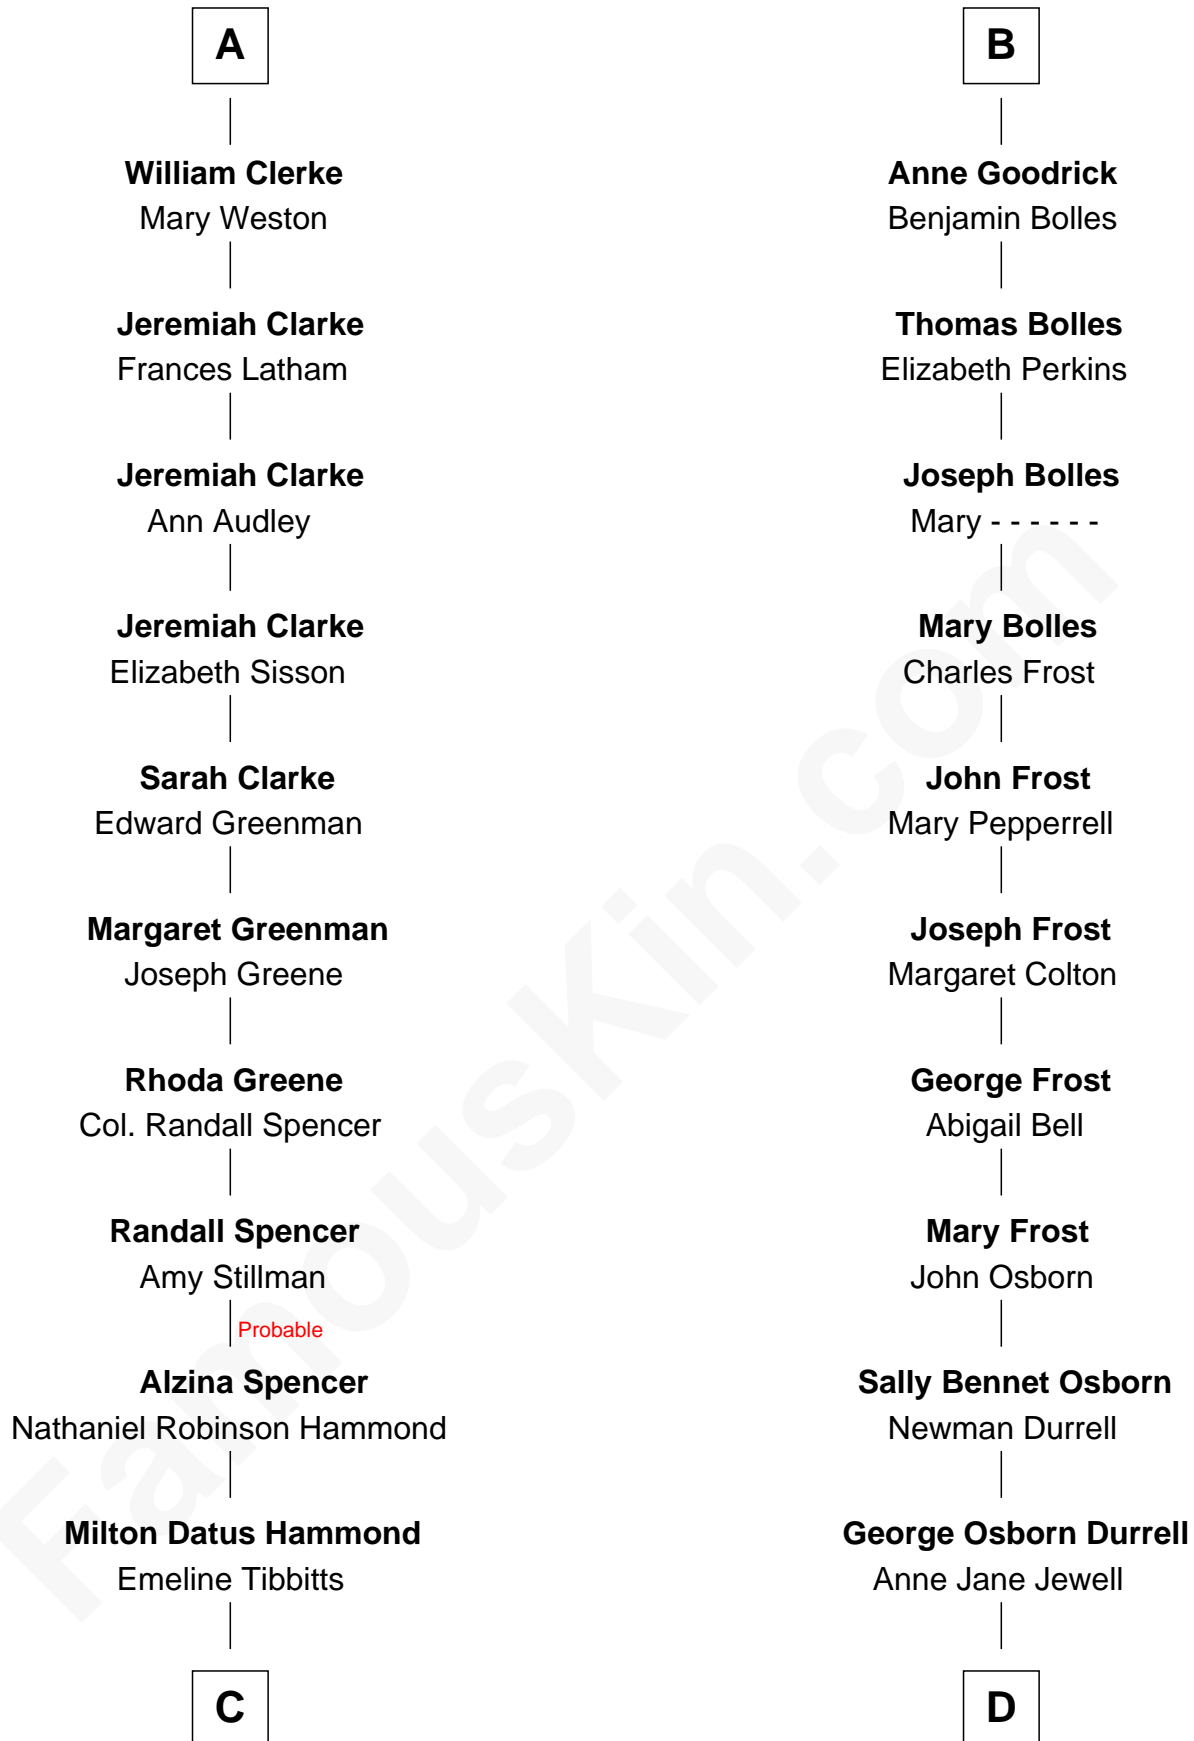 A
William Clerke
Mary Weston
Jeremiah Clarke
Frances Latham
Jeremiah Clarke
Ann Audley
Jeremiah Clarke
Elizabeth Sisson
Sarah Clarke
Edward Greenman
Margaret Greenman
Joseph Greene
Rhoda Greene
Col. Randall Spencer
Randall Spencer
Amy Stillman
Probable
Alzina Spencer
Nathaniel Robinson Hammond
Milton Datus Hammond
Emeline Tibbitts
C
B
Anne Goodrick
Benjamin Bolles
Thomas Bolles
Elizabeth Perkins
Joseph Bolles
Mary - - - - - -
Mary Bolles
Charles Frost
John Frost
Mary Pepperrell
Joseph Frost
Margaret Colton
George Frost
Abigail Bell
Mary Frost
John Osborn
Sally Bennet Osborn
Newman Durrell
George Osborn Durrell
Anne Jane Jewell
D
FamousKin.com